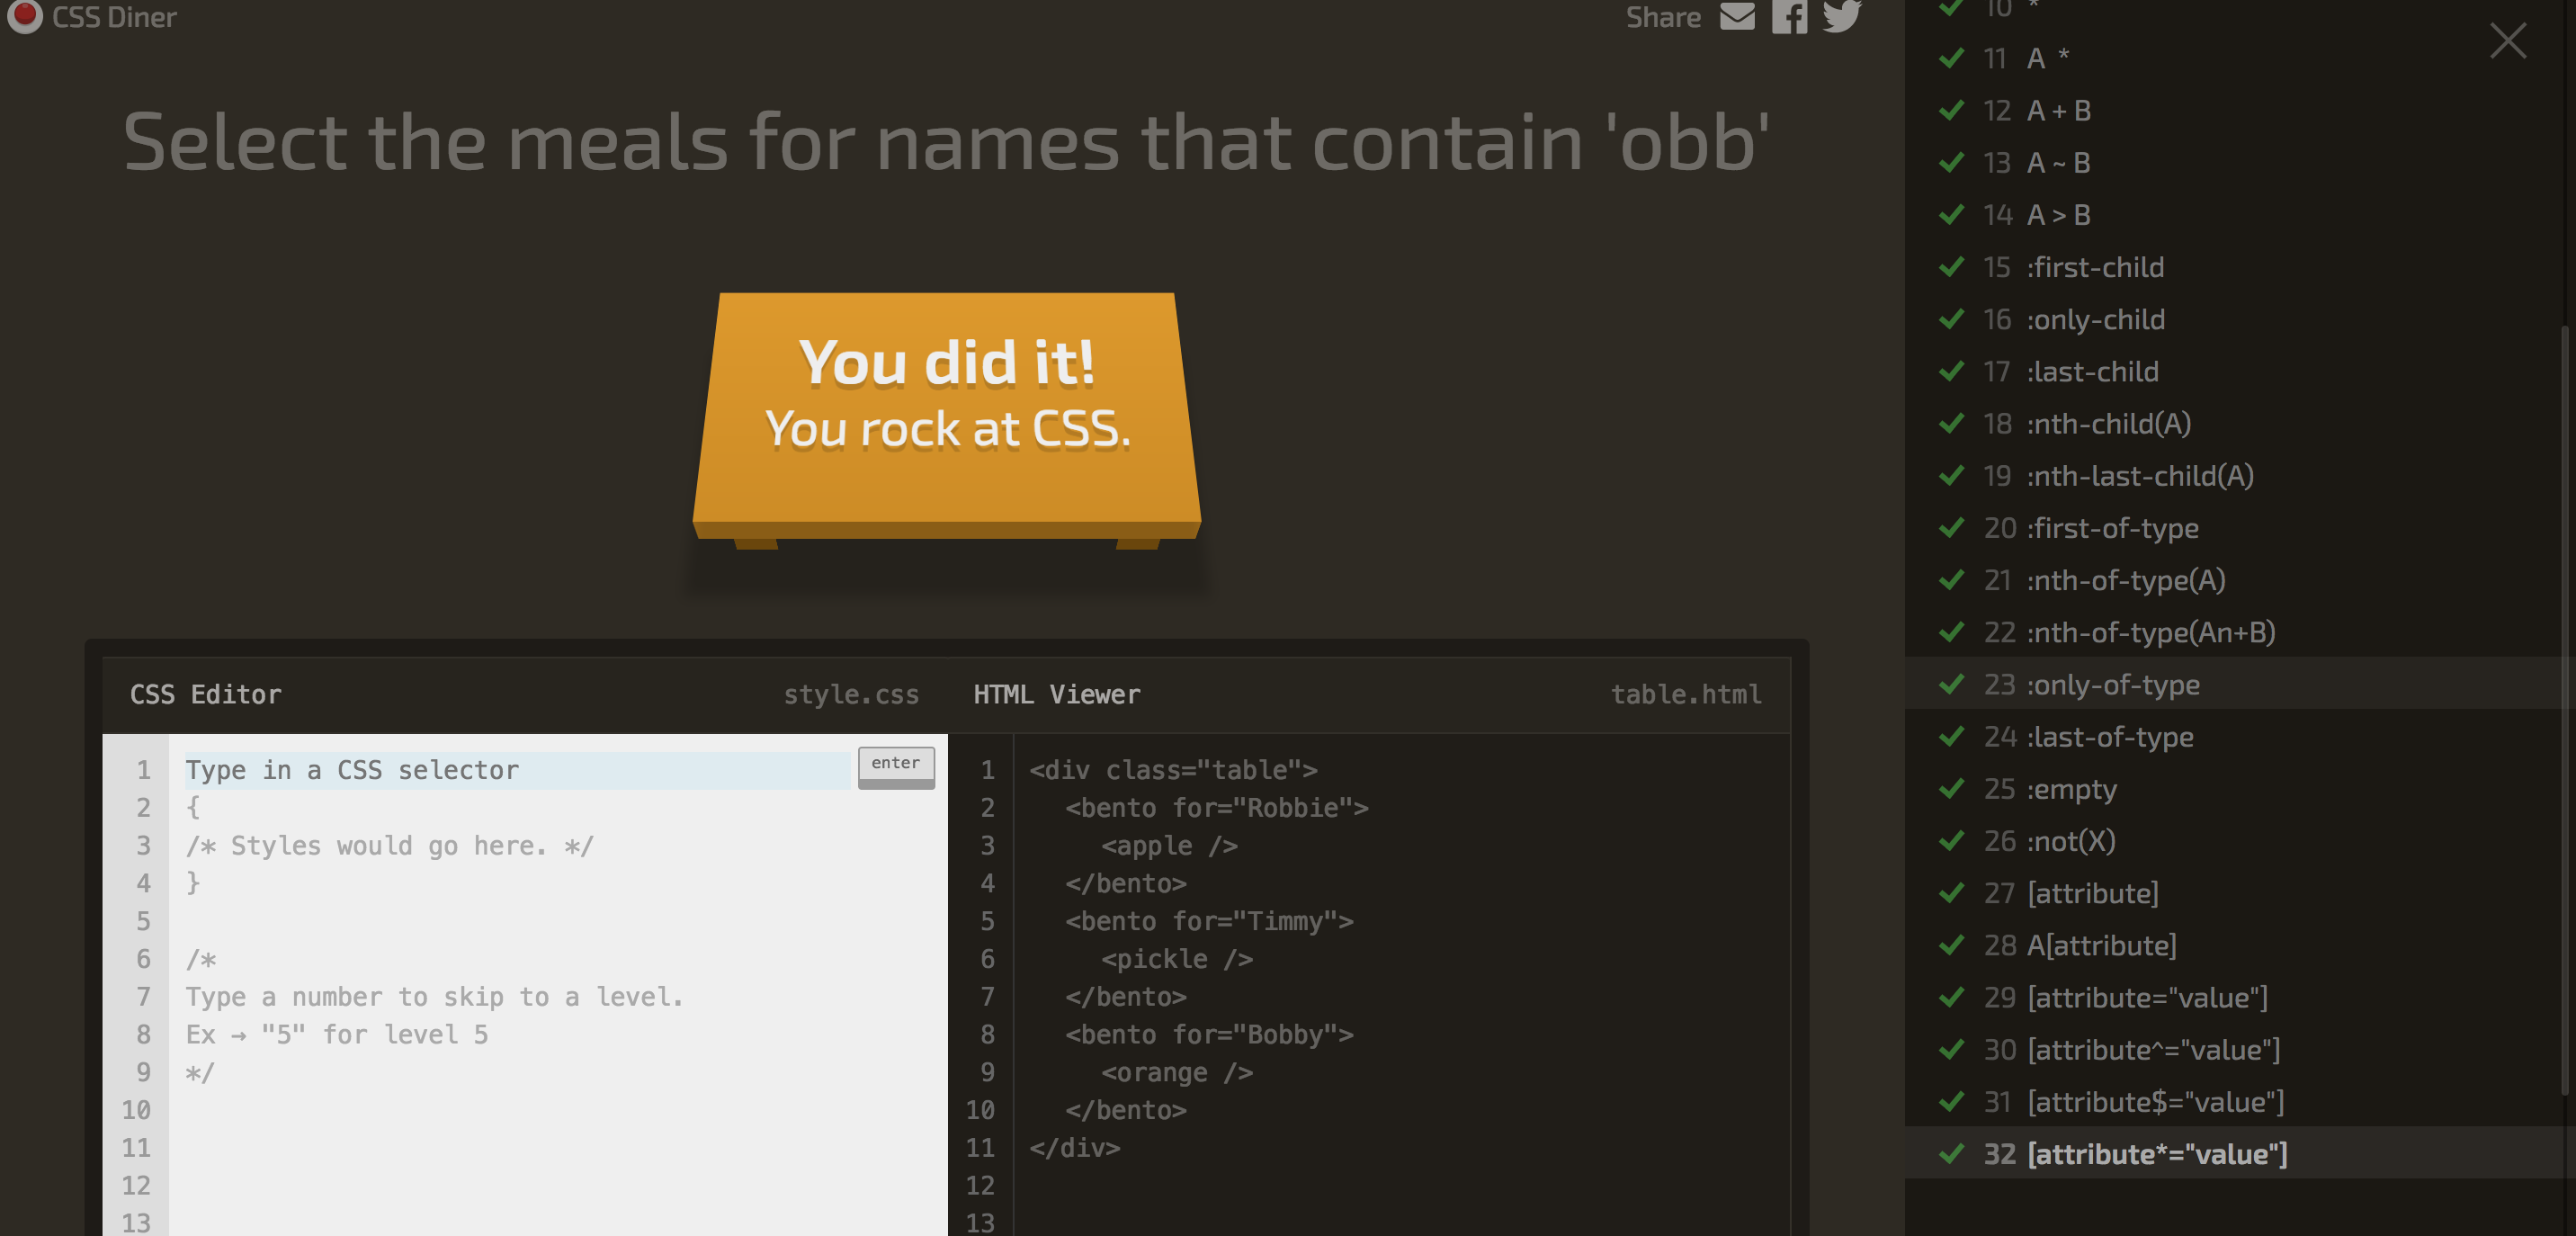 CSS Diner
Share
Select the meals for names that contain 'obb'
You did it!
You rock at CSS.
CSS Editor
style.css
1 Type in a CSS selector
enter
2 {
3 /* Styles would go here. */
4 }
5
6 /*
7 Type a number to skip to a level.
8 Ex → "5" for level 5
9 */
10
11
12
13
HTML Viewer
table.html
1 <div class="table">
2 <bento for="Robbie">
3 <apple />
4 </bento>
5 <bento for="Timmy">
6 <pickle />
7 </bento>
8 <bento for="Bobby">
9 <orange />
10 </bento>
11 </div>
12
13
10 *
11 A *
12 A + B
13 A ~ B
14 A > B
15 :first-child
16 :only-child
17 :last-child
18 :nth-child(A)
19 :nth-last-child(A)
20 :first-of-type
21 :nth-of-type(A)
22 :nth-of-type(An+B)
23 :only-of-type
24 :last-of-type
25 :empty
26 :not(X)
27 [attribute]
28 A[attribute]
29 [attribute="value"]
30 [attribute^="value"]
31 [attribute$="value"]
32 [attribute*="value"]